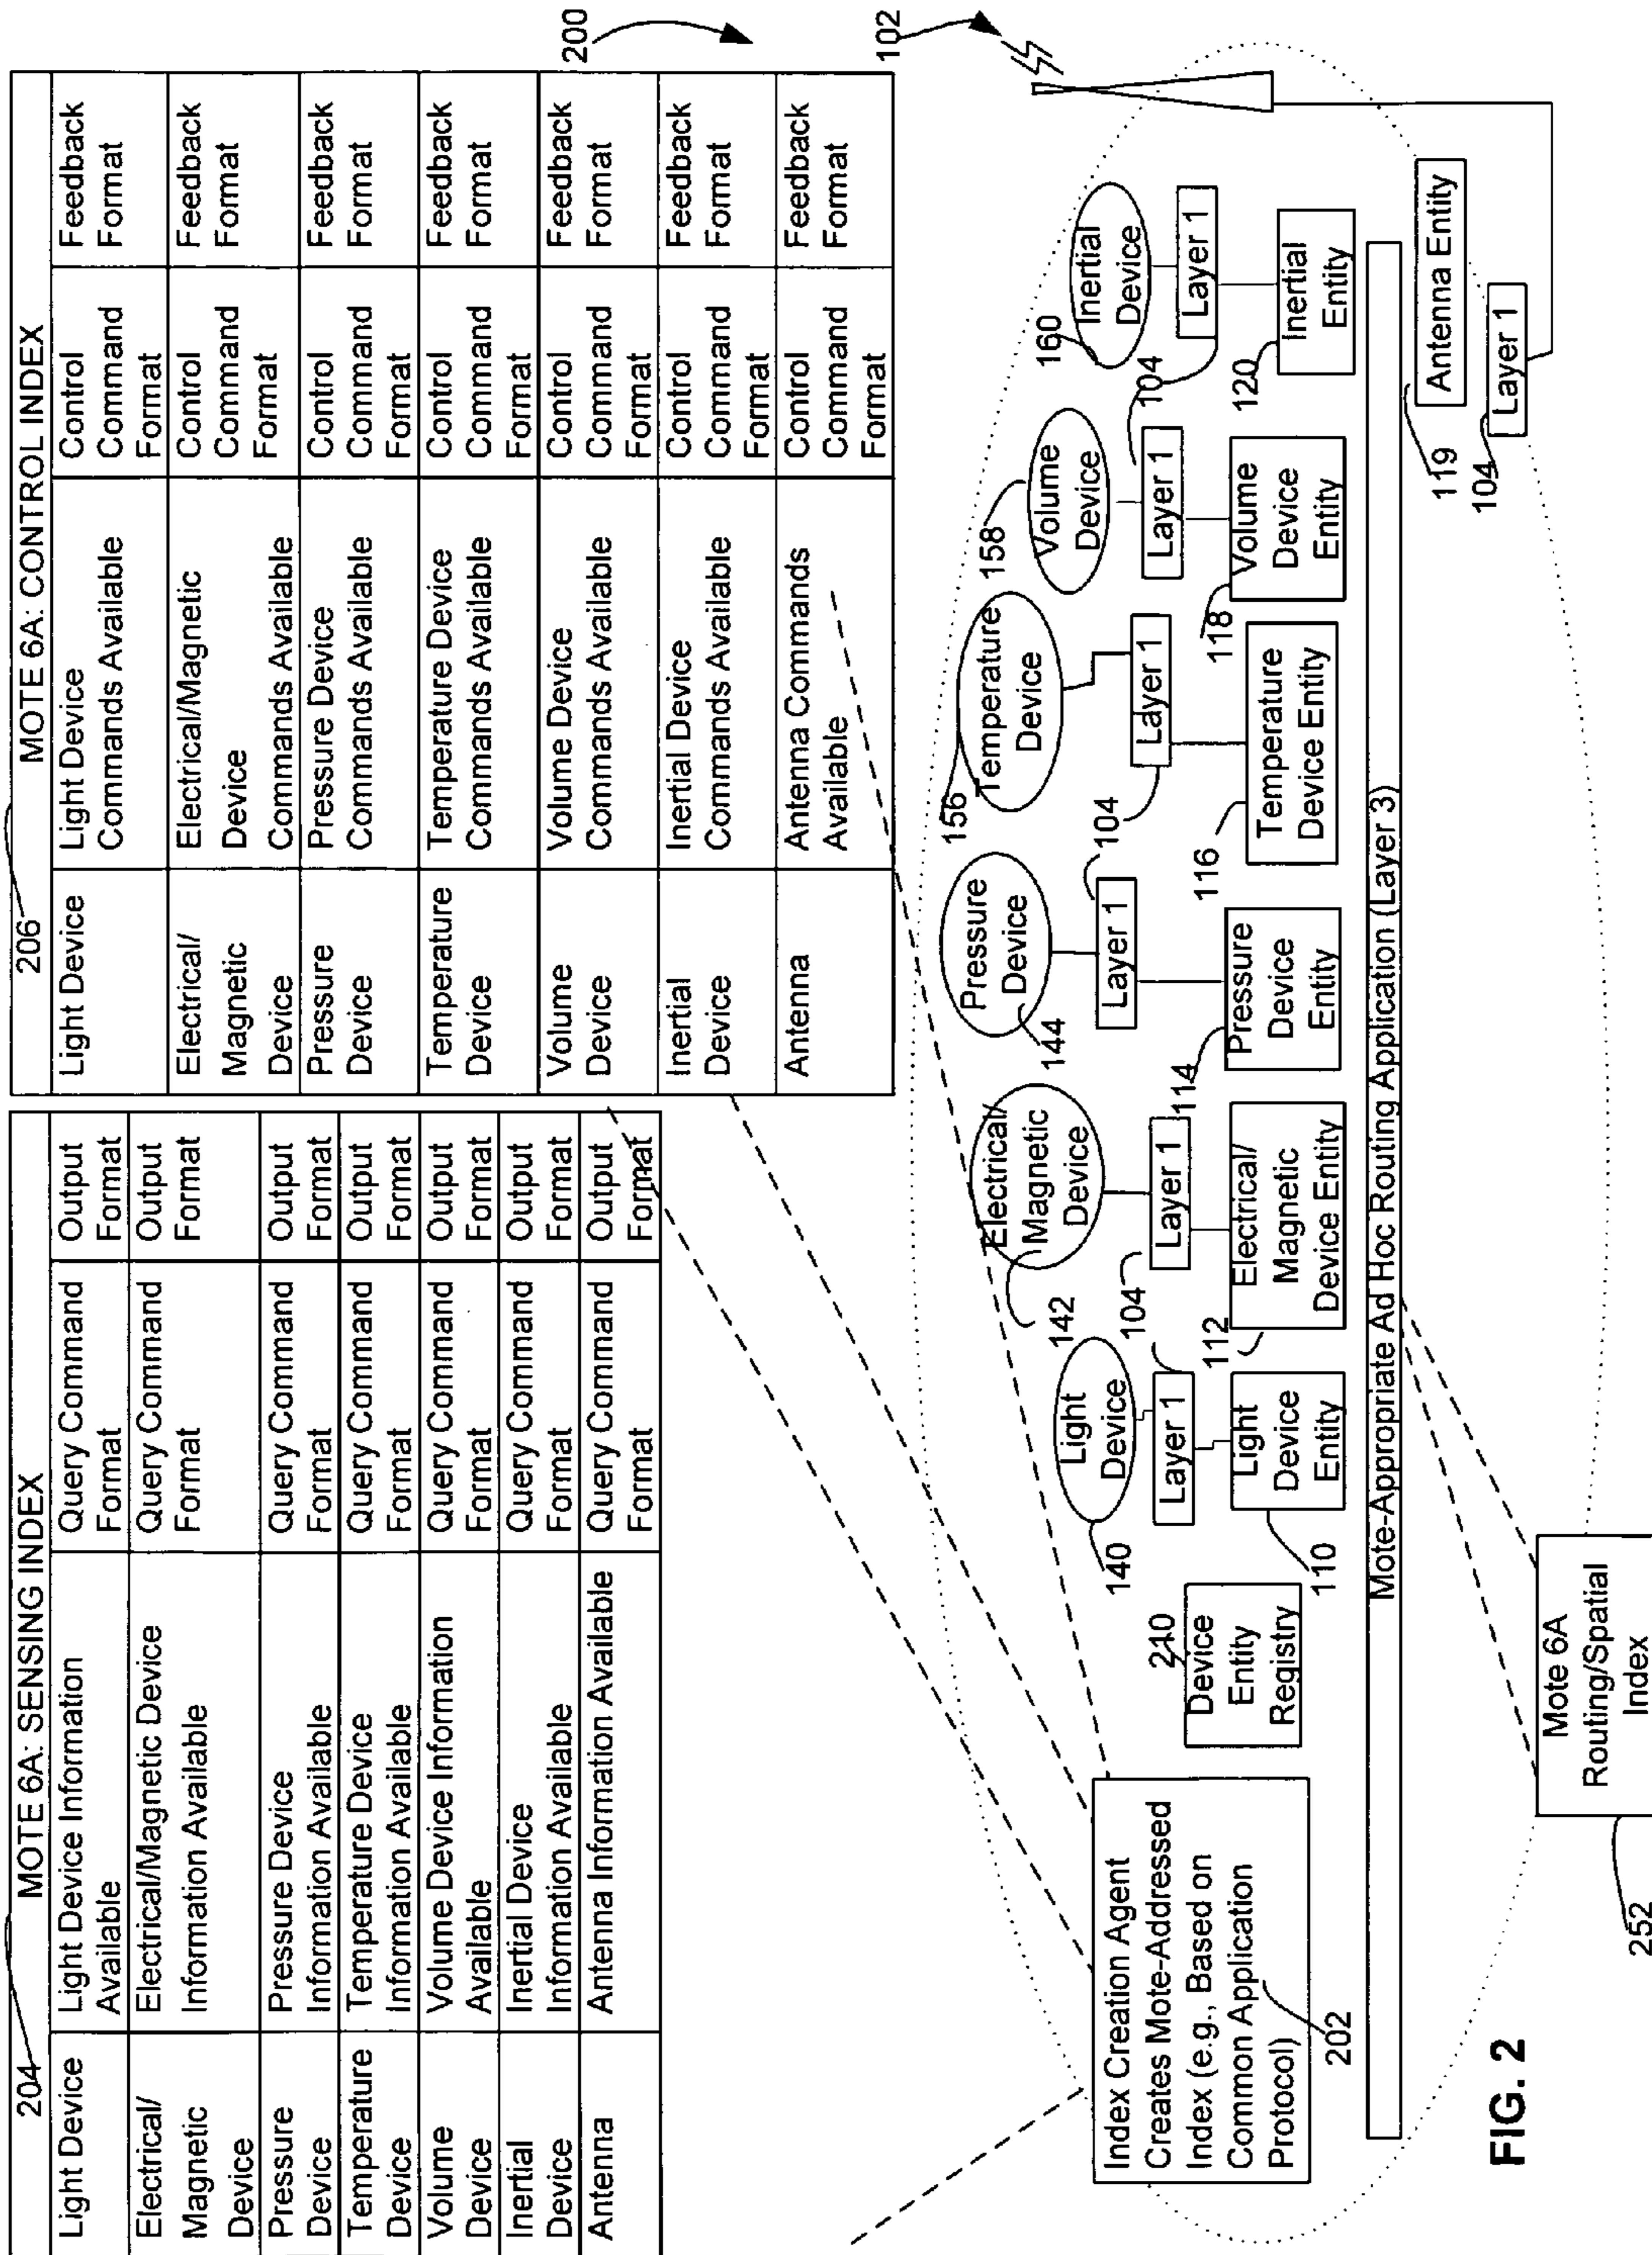 204
MOTE 6A: SENSING INDEX
Light Device
Light Device Information
Available
Query Command
Format
Output
Format
Electrical/
Magnetic
Device
Electrical/Magnetic Device
Information Available
Query Command
Format
Output
Format
Pressure
Device
Pressure Device
Information Available
Query Command
Format
Output
Format
Temperature
Device
Temperature Device
Information Available
Query Command
Format
Output
Format
Volume
Device
Volume Device Information
Available
Query Command
Format
Output
Format
Inertial
Device
Inertial Device
Information Available
Query Command
Format
Output
Format
Antenna
Antenna Information Available
Query Command
Format
Output
Format
206
MOTE 6A: CONTROL INDEX
Light Device
Light Device
Commands Available
Control
Command
Format
Feedback
Format
Electrical/
Magnetic
Device
Electrical/Magnetic
Device
Commands Available
Control
Command
Format
Feedback
Format
Pressure
Device
Pressure Device
Commands Available
Control
Command
Format
Feedback
Format
Temperature
Device
Temperature Device
Commands Available
Control
Command
Format
Feedback
Format
Volume
Device
Volume Device
Commands Available
Control
Command
Format
Feedback
Format
Inertial
Device
Inertial Device
Commands Available
Control
Command
Format
Feedback
Format
Antenna
Antenna Commands
Available
Control
Command
Format
Feedback
Format
200
102
Index Creation Agent
Creates Mote-Addressed
Index (e.g., Based on
Common Application
Protocol)
202
210
Device
Entity
Registry
140
Light
Device
Layer 1
104
Light
Device
Entity
110
142
Electrical/
Magnetic
Device
Layer 1
112
Electrical/
Magnetic
Device Entity
144
Pressure
Device
104
Layer 1
114
Pressure
Device
Entity
156
Temperature
Device
104
Layer 1
116
Temperature
Device Entity
158
Volume
Device
104
Layer 1
118
Volume
Device
Entity
160
Inertial
Device
Layer 1
120
Inertial
Entity
Mote-Appropriate Ad Hoc Routing Application (Layer 3)
119
Antenna Entity
104
Layer 1
Mote 6A
Routing/Spatial
Index
252
FIG. 2